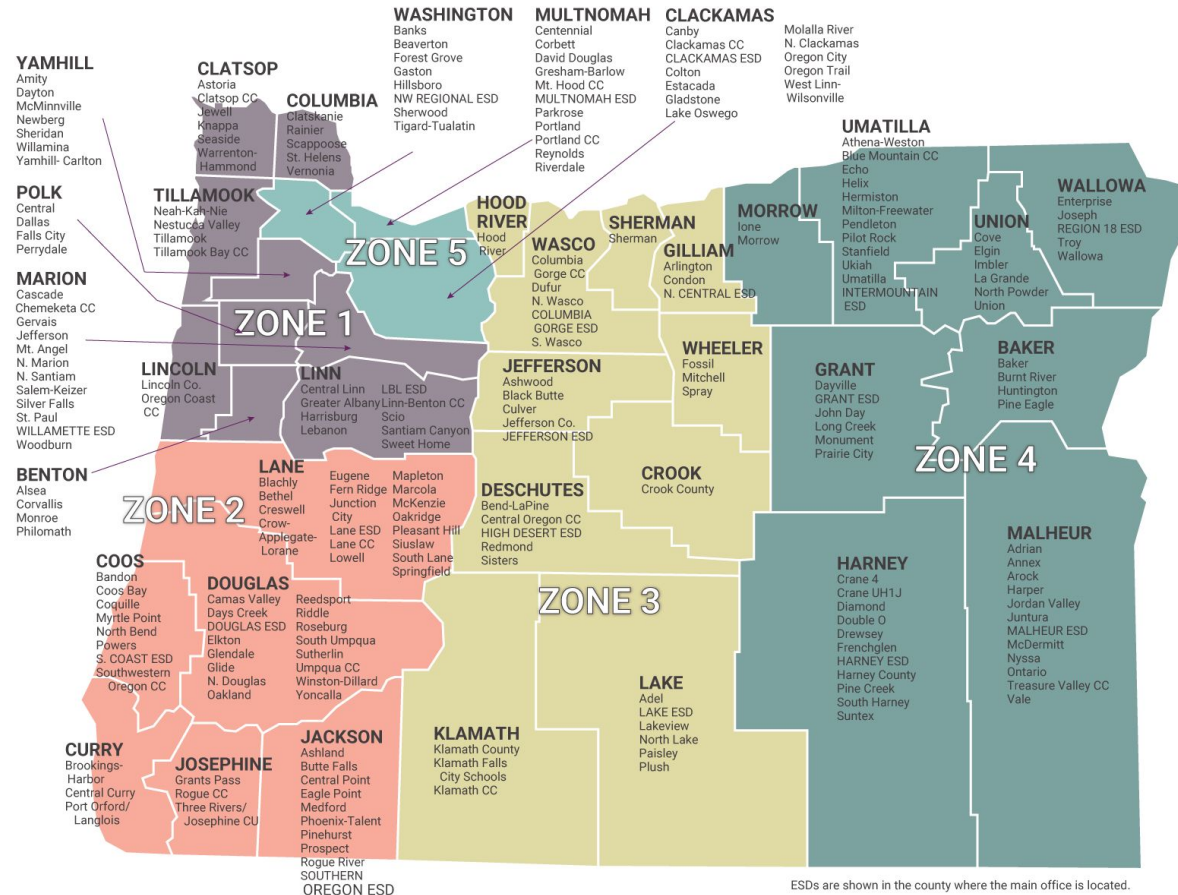 WASHINGTON
Banks
Beaverton
Forest Grove
Gaston
Hillsboro
NW REGIONAL ESD
Sherwood
Tigard-Tualatin
MULTNOMAH
Centennial
Corbett
David Douglas
Gresham-Barlow
Mt. Hood CC
MULTNOMAH ESD
Parkrose
Portland
Portland CC
Reynolds
Riverdale
CLACKAMAS
Canby
Clackamas CC
CLACKAMAS ESD
Colton
Estacada
Gladstone
Lake Oswego
Molalla River
N. Clackamas
Oregon City
Oregon Trail
West Linn-
Wilsonville
YAMHILL
Amity
Dayton
McMinnville
Newberg
Sheridan
Willamina
Yamhill- Carlton
CLATSOP
Astoria
Clatsop CC
Jewell
Knappa
Seaside
Warrenton-
Hammond
COLUMBIA
Clatskanie
Rainier
Scappoose
St. Helens
Vernonia
POLK
Central
Dallas
Falls City
Perrydale
TILLAMOOK
Neah-Kah-Nie
Nestucca Valley
Tillamook
Tillamook Bay CC
ZONE 5
HOOD
RIVER
Hood
River
WASCO
Columbia
Gorge CC
Dufur
N. Wasco
COLUMBIA
GORGE ESD
S. Wasco
SHERMAN
Sherman
GILLIAM
Arlington
Condon
N. CENTRAL ESD
MORROW
Ione
Morrow
UMATILLA
Athena-Weston
Blue Mountain CC
Echo
Helix
Hermiston
Milton-Freewater
Pendleton
Pilot Rock
Stanfield
Ukiah
Umatilla
INTERMOUNTAIN
ESD
UNION
Cove
Elgin
Imbler
La Grande
North Powder
Union
WALLOWA
Enterprise
Joseph
REGION 18 ESD
Troy
Wallowa
MARION
Cascade
Chemeketa CC
Gervais
Jefferson
Mt. Angel
N. Marion
N. Santiam
Salem-Keizer
Silver Falls
St. Paul
WILLAMETTE ESD
Woodburn
ZONE 1
LINCOLN
Lincoln Co.
Oregon Coast
CC
LINN
Central Linn
Greater Albany
Harrisburg
Lebanon
LBL ESD
Linn-Benton CC
Scio
Santiam Canyon
Sweet Home
JEFFERSON
Ashwood
Black Butte
Culver
Jefferson Co.
JEFFERSON ESD
WHEELER
Fossil
Mitchell
Spray
GRANT
Dayville
GRANT ESD
John Day
Long Creek
Monument
Prairie City
BAKER
Baker
Burnt River
Huntington
Pine Eagle
ZONE 4
BENTON
Alsea
Corvallis
Monroe
Philomath
ZONE 2
LANE
Blachly
Bethel
Creswell
Crow-
Applegate-
Lorane
Eugene
Fern Ridge
Junction
City
Lane ESD
Lane CC
Lowell
Mapleton
Marcola
McKenzie
Oakridge
Pleasant Hill
Siuslaw
South Lane
Springfield
DESCHUTES
Bend-LaPine
Central Oregon CC
HIGH DESERT ESD
Redmond
Sisters
CROOK
Crook County
COOS
Bandon
Coos Bay
Coquille
Myrtle Point
North Bend
Powers
S. COAST ESD
Southwestern
Oregon CC
DOUGLAS
Camas Valley
Days Creek
DOUGLAS ESD
Elkton
Glendale
Glide
N. Douglas
Oakland
Reedsport
Riddle
Roseburg
South Umpqua
Sutherlin
Umpqua CC
Winston-Dillard
Yoncalla
ZONE 3
HARNEY
Crane 4
Crane UH1J
Diamond
Double O
Drewsey
Frenchglen
HARNEY ESD
Harney County
Pine Creek
South Harney
Suntex
MALHEUR
Adrian
Annex
Arock
Harper
Jordan Valley
Juntura
MALHEUR ESD
McDermitt
Nyssa
Ontario
Treasure Valley CC
Vale
CURRY
Brookings-
Harbor
Central Curry
Port Orford/
Langlois
JOSEPHINE
Grants Pass
Rogue CC
Three Rivers/
Josephine CU
JACKSON
Ashland
Butte Falls
Central Point
Eagle Point
Medford
Phoenix-Talent
Pinehurst
Prospect
Rogue River
SOUTHERN
OREGON ESD
KLAMATH
Klamath County
Klamath Falls
City Schools
Klamath CC
LAKE
Adel
LAKE ESD
Lakeview
North Lake
Paisley
Plush
ESDs are shown in the county where the main office is located.